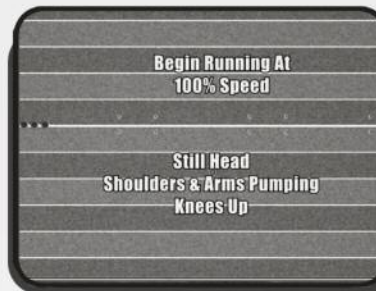 Begin Running At
100% Speed
Still Head
Shoulders & Arms Pumping
Knees Up